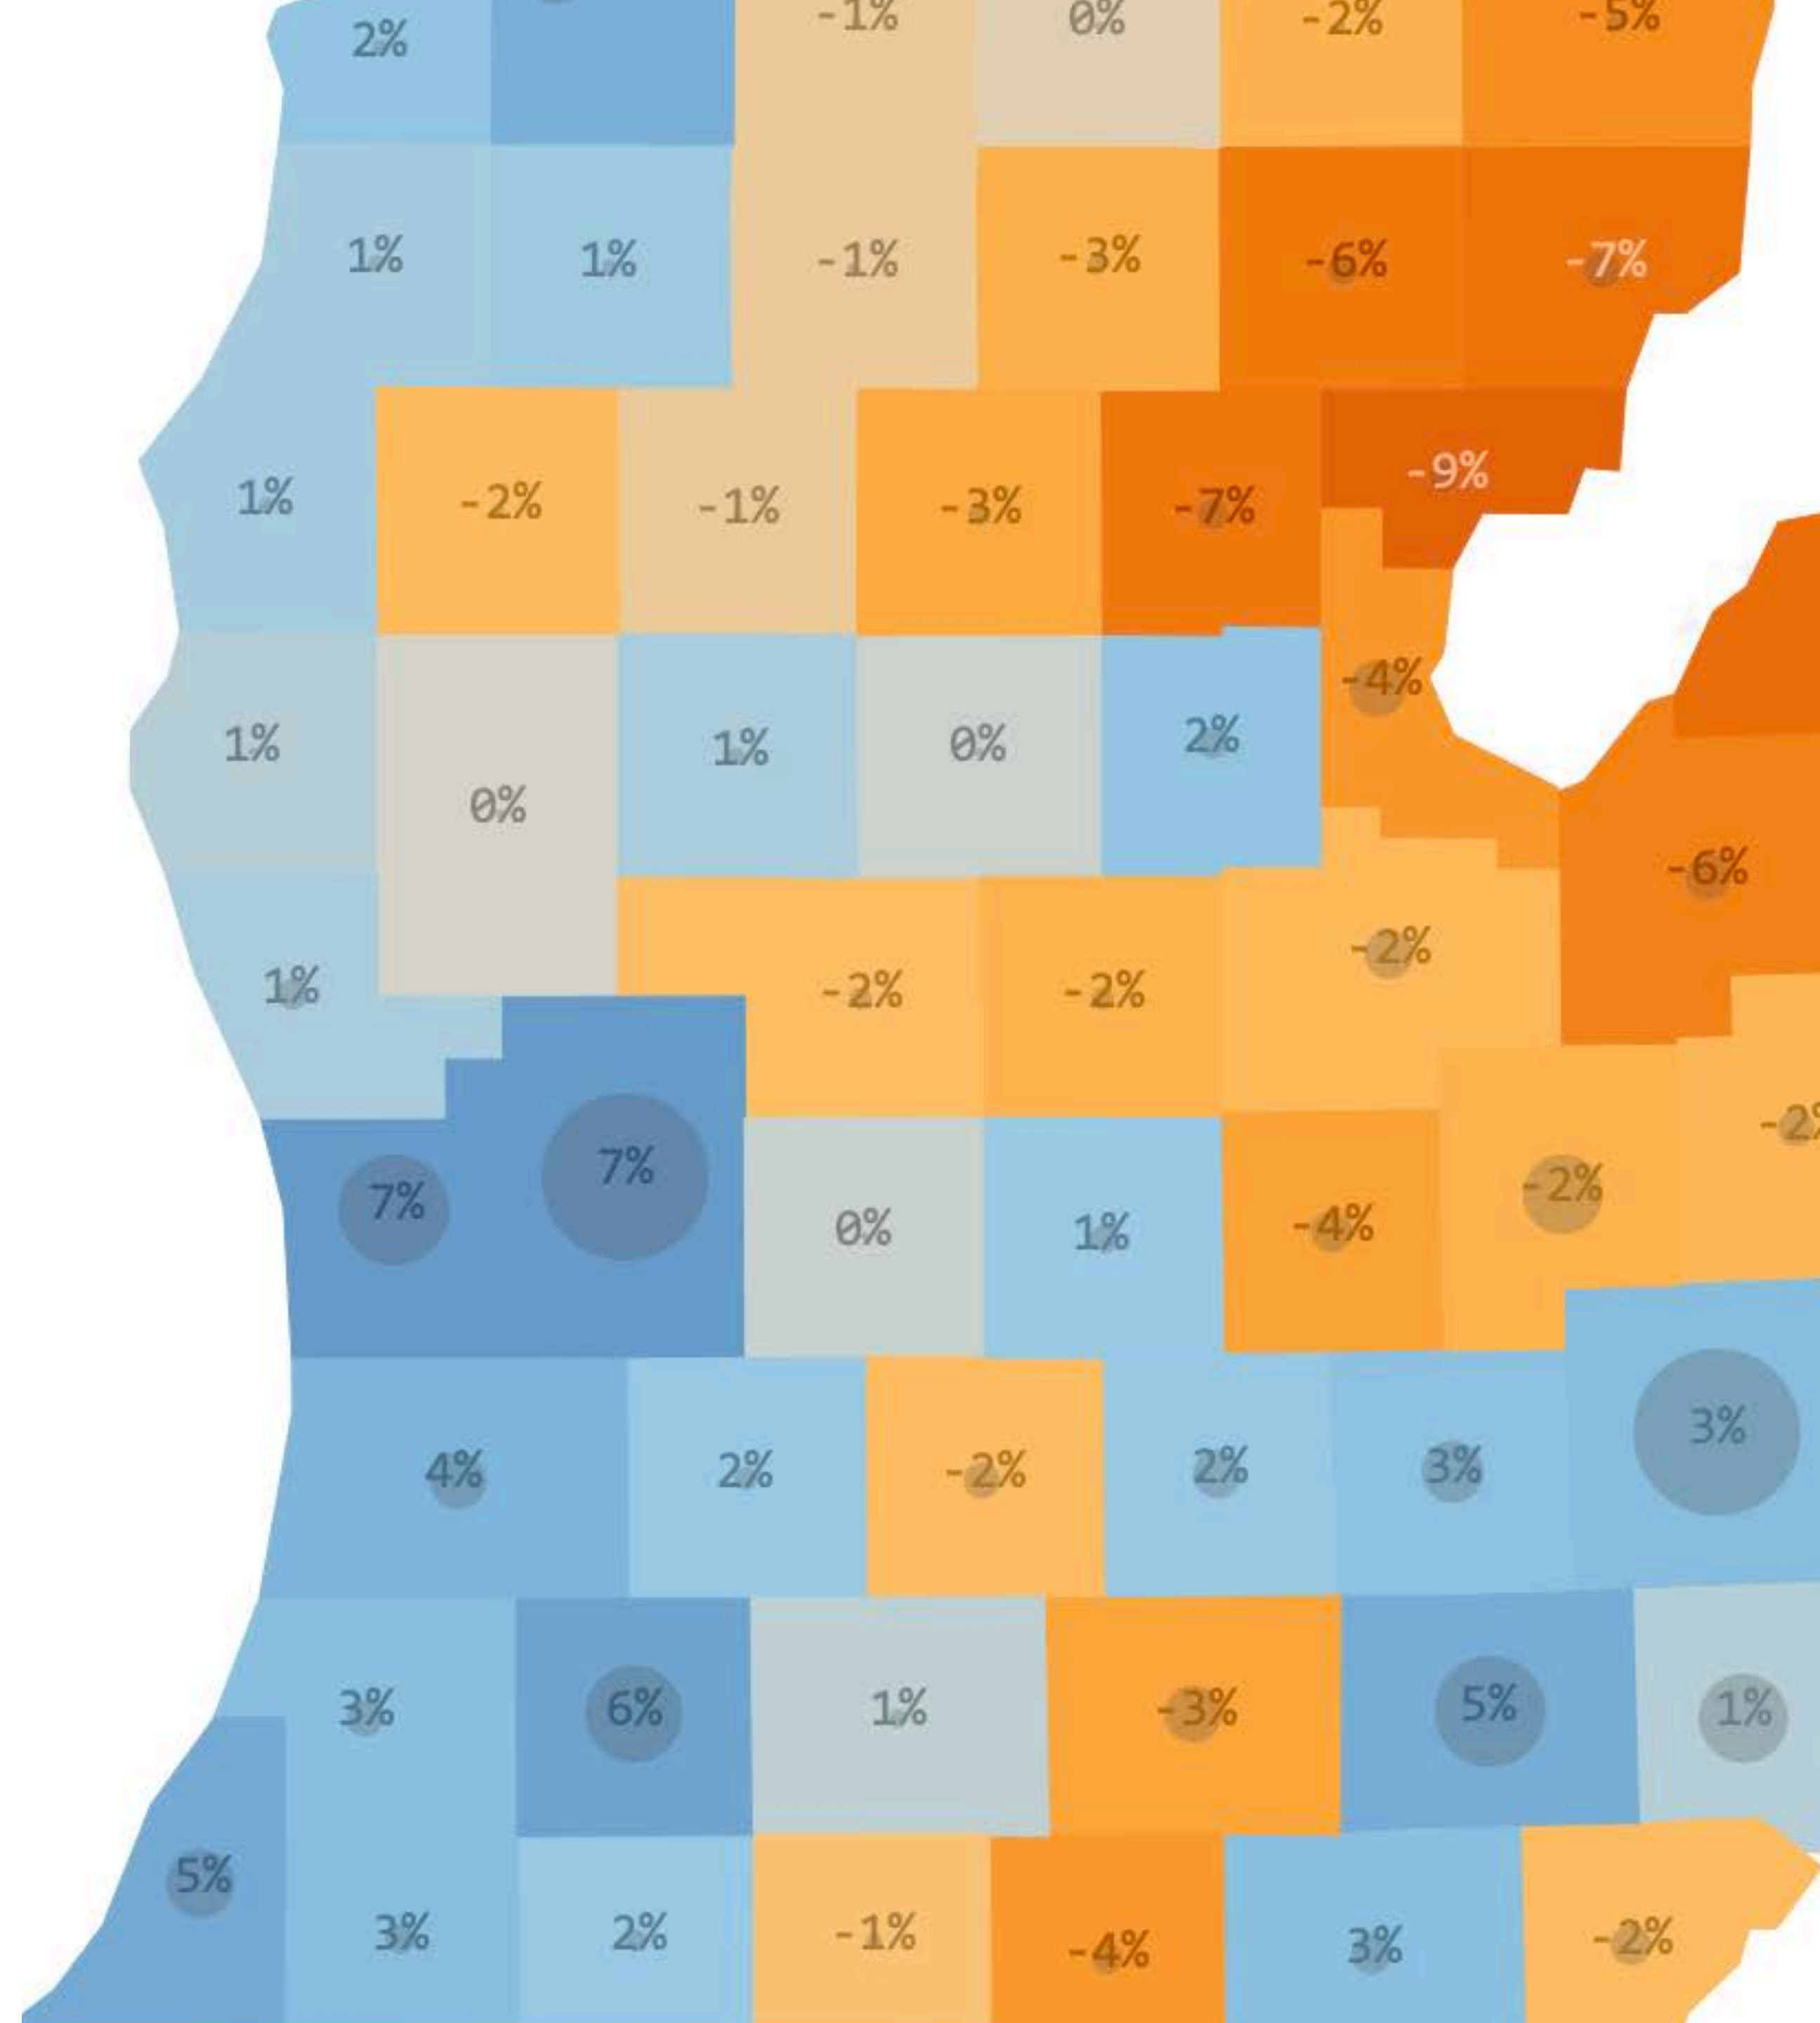 2% -1% 0% -2% -5%
1% 1% -1% -3% -6% -7%
1% -2% -1% -3% -7% -9%
-4%
1% 0% 1% 0% 2%
-6%
1% -2% -2% -2%
-2%
7% 7% 0% 1% -4% -2%
4% 2% -2% 2% 3% 3%
3% 6% 1% -3% 5% 1%
5%
3% 2% -1% -4% 3% -2%